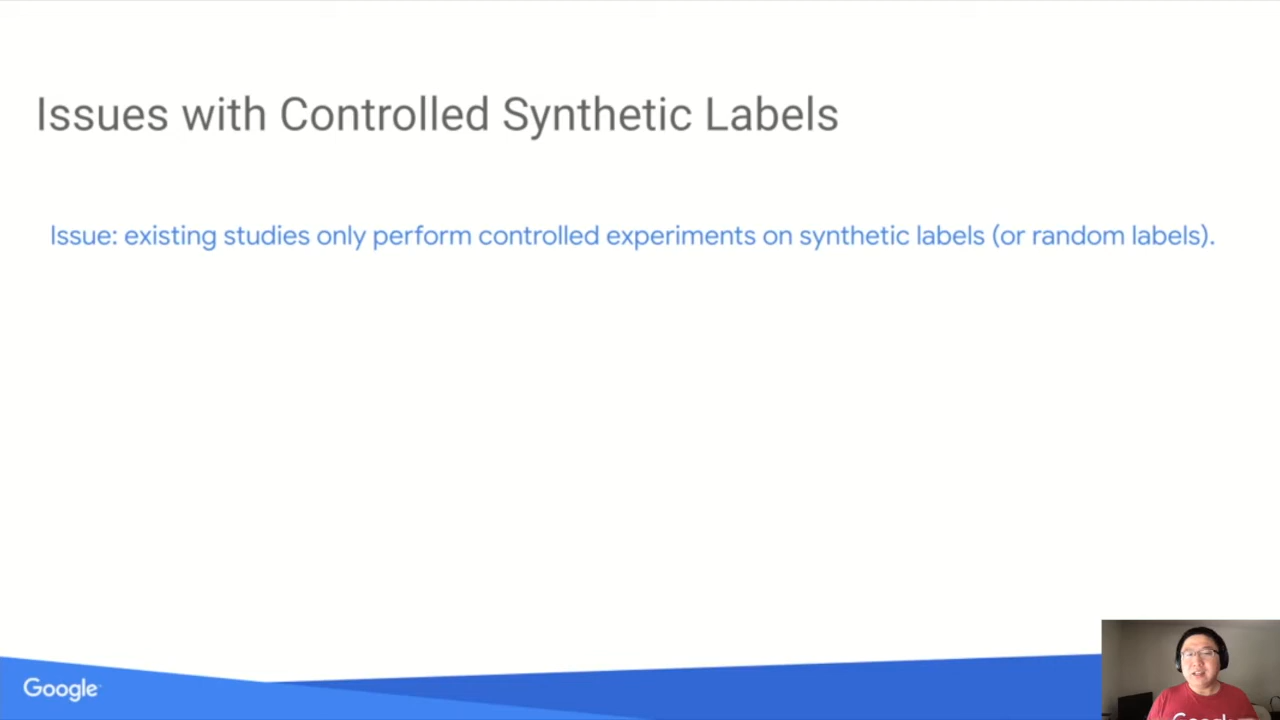 Issues with Controlled Synthetic Labels
Issue: existing studies only perform controlled experiments on synthetic labels (or random labels).
Google